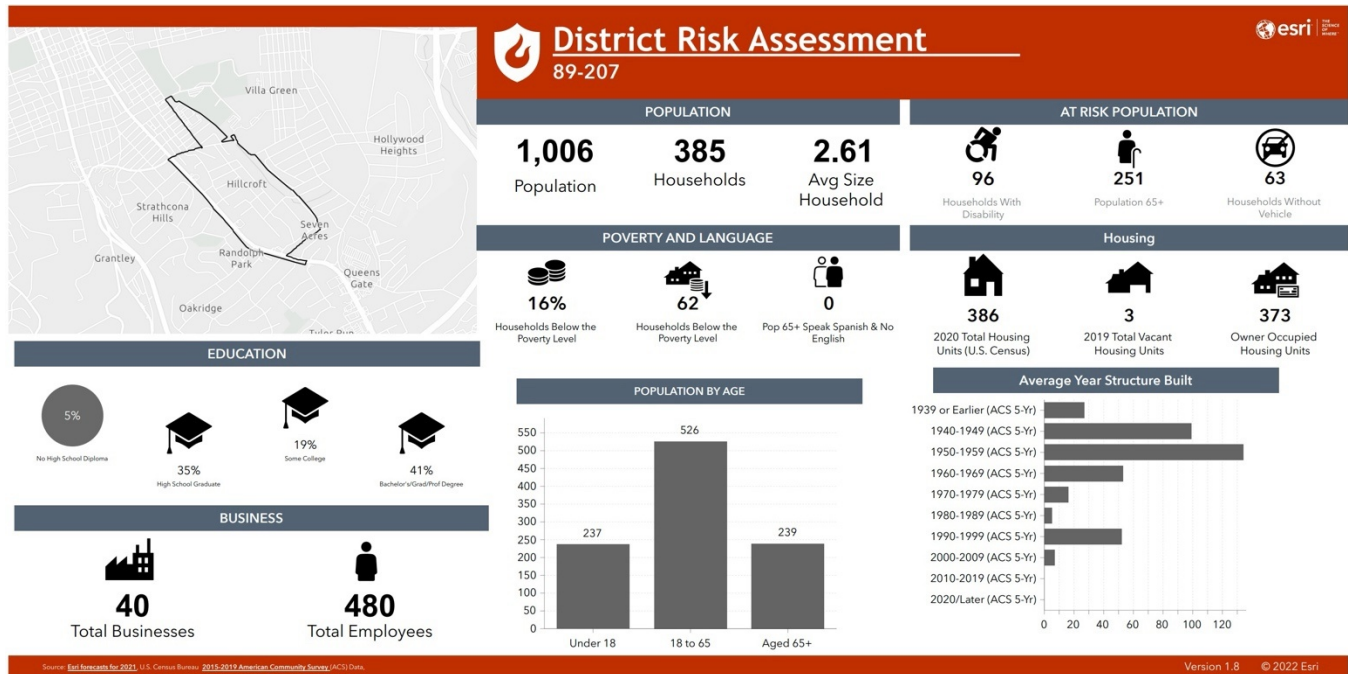 District Risk Assessment
89-207
esri
THE
SCIENCE
OF
WHERE
Villa Green
Hollywood
Heights
Hillcroft
Strathcona
Hills
Seven
Acres
Grantley
Randolph
Park
Queens
Gate
Oakridge
Tyler Run
POPULATION
1,006
Population
385
Households
2.61
Avg Size
Household
AT RISK POPULATION
96
Households With
Disability
251
Population 65+
63
Households Without
Vehicle
POVERTY AND LANGUAGE
16%
Households Below the
Poverty Level
62
Households Below the
Poverty Level
0
Pop 65+ Speak Spanish & No
English
Housing
386
2020 Total Housing
Units (U.S. Census)
3
2019 Total Vacant
Housing Units
373
Owner Occupied
Housing Units
EDUCATION
5%
No High School Diploma
35%
High School Graduate
19%
Some College
41%
Bachelor's/Grad/Prof Degree
BUSINESS
40
Total Businesses
480
Total Employees
POPULATION BY AGE
550
500
450
400
350
300
250
200
150
100
50
0
237
526
239
Under 18
18 to 65
Aged 65+
Average Year Structure Built
1939 or Earlier (ACS 5-Yr)
1940-1949 (ACS 5-Yr)
1950-1959 (ACS 5-Yr)
1960-1969 (ACS 5-Yr)
1970-1979 (ACS 5-Yr)
1980-1989 (ACS 5-Yr)
1990-1999 (ACS 5-Yr)
2000-2009 (ACS 5-Yr)
2010-2019 (ACS 5-Yr)
2020/Later (ACS 5-Yr)
0 20 40 60 80 100 120
Source: Esri forecasts for 2021, U.S. Census Bureau 2015-2019 American Community Survey (ACS) Data.
Version 1.8 © 2022 Esri